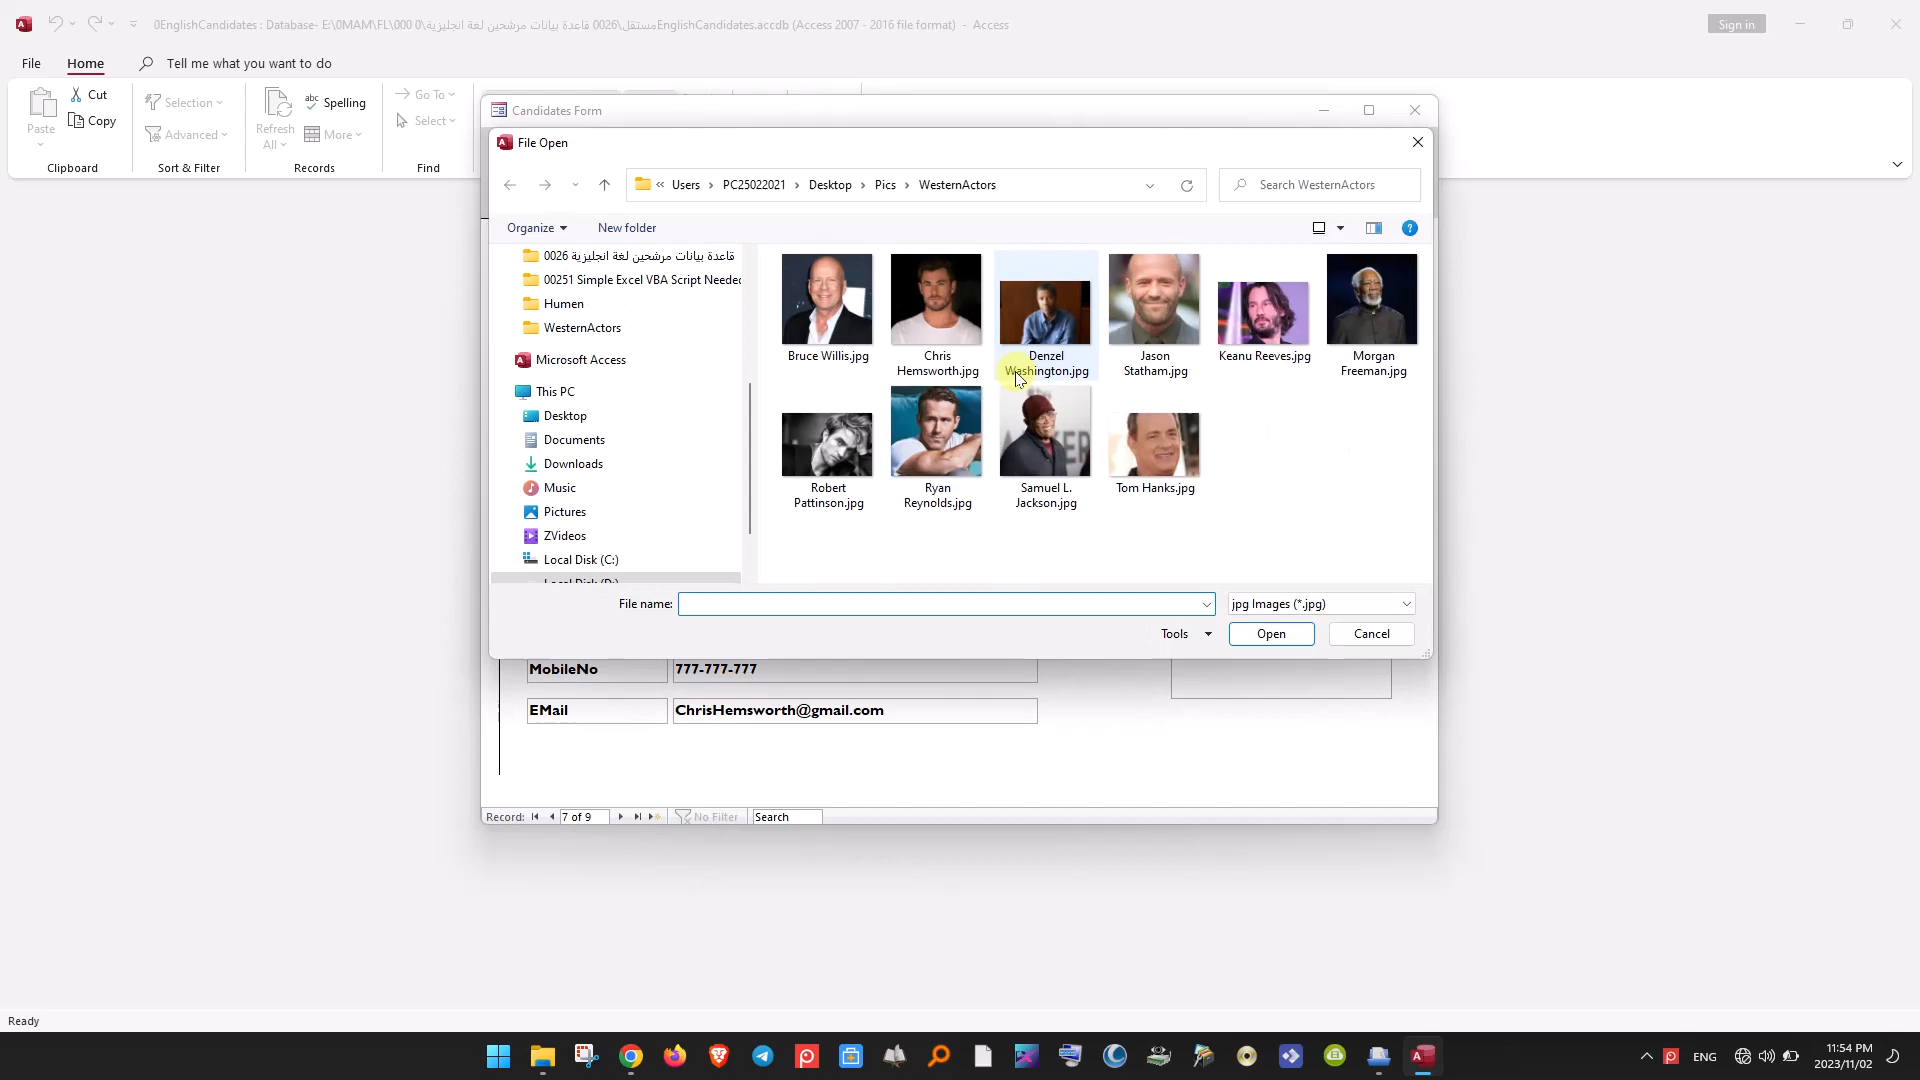 0EnglishCandidates : Database- E:\0MAM\FL\000 0\مستقل\0026 قاعدة بيانات مرشحين لغة انجليزية\0EnglishCandidates.accdb (Access 2007 - 2016 file format) - Access
Sign in
File
Home
Tell me what you want to do
Paste
Cut
Copy
Clipboard
Selection
Advanced
Sort & Filter
Refresh All
Spelling
More
Records
Go To
Select
Find
Candidates Form
File Open
« Users › PC25022021 › Desktop › Pics › WesternActors
Search WesternActors
Organize
New folder
0026 قاعدة بيانات مرشحين لغة انجليزية
00251 Simple Excel VBA Script Needed
Humen
WesternActors
Microsoft Access
This PC
Desktop
Documents
Downloads
Music
Pictures
ZVideos
Local Disk (C:)
Local Disk (D:)
Bruce Willis.jpg
Chris Hemsworth.jpg
Denzel Washington.jpg
Jason Statham.jpg
Keanu Reeves.jpg
Morgan Freeman.jpg
Robert Pattinson.jpg
Ryan Reynolds.jpg
Samuel L. Jackson.jpg
Tom Hanks.jpg
File name:
jpg Images (*.jpg)
Tools
Open
Cancel
MobileNo 777-777-777
EMail ChrisHemsworth@gmail.com
Record: 7 of 9 No Filter Search
Ready
ENG
11:54 PM
2023/11/02